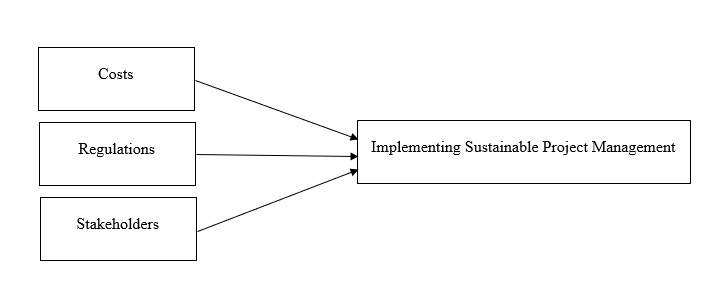 Costs
Regulations
Implementing Sustainable Project Management
Stakeholders